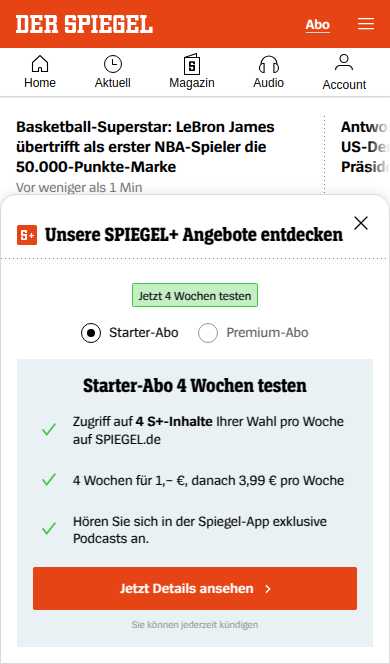 DER SPIEGEL
Abo
Home
Aktuell
Magazin
Audio
Account
Basketball-Superstar: LeBron James
übertrifft als erster NBA-Spieler die
50.000-Punkte-Marke
Vor weniger als 1 Min
Antwo
US-De
Präsid
S+ Unsere SPIEGEL+ Angebote entdecken
Jetzt 4 Wochen testen
Starter-Abo
Premium-Abo
Starter-Abo 4 Wochen testen
Zugriff auf 4 S+-Inhalte Ihrer Wahl pro Woche
auf SPIEGEL.de
4 Wochen für 1,– €, danach 3,99 € pro Woche
Hören Sie sich in der Spiegel-App exklusive
Podcasts an.
Jetzt Details ansehen
Sie können jederzeit kündigen